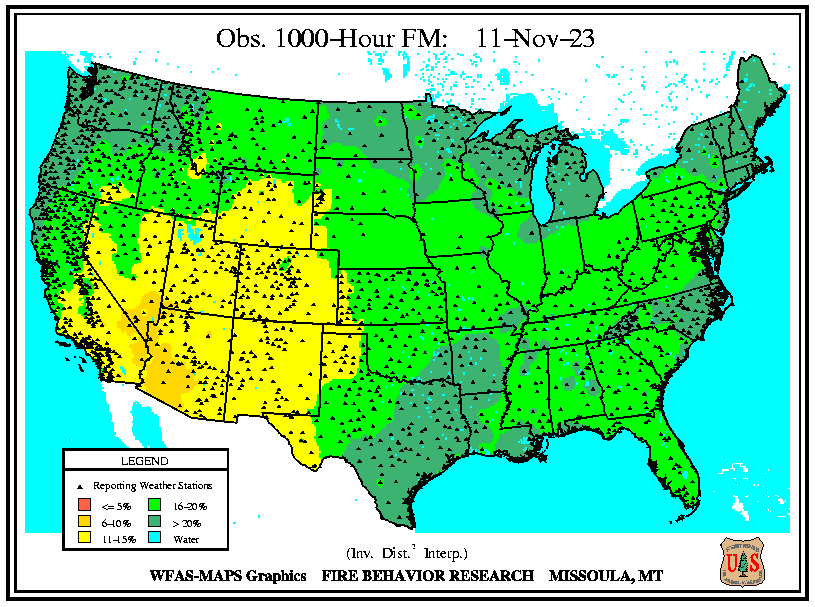 Obs. 1000-Hour FM: 11-Nov-23
LEGEND
Reporting Weather Stations
<= 5%
16-20%
6-10%
> 20%
11-15%
Water
(Inv. Dist.² Interp.)
WFAS-MAPS Graphics FIRE BEHAVIOR RESEARCH MISSOULA, MT
US